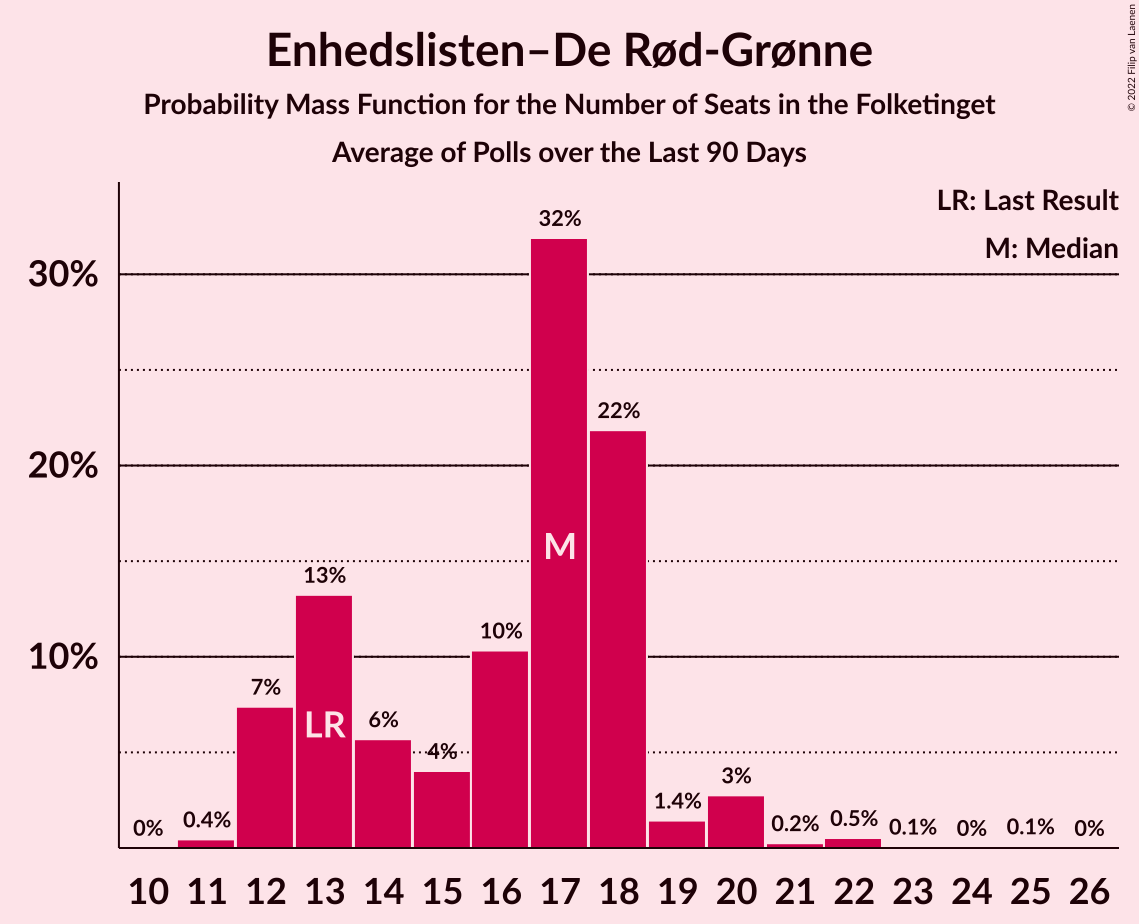 Enhedslisten–De Rød-Grønne
Probability Mass Function for the Number of Seats in the Folketinget
Average of Polls over the Last 90 Days
© 2022 Filip van Laenen
LR: Last Result
M: Median
30%
20%
10%
0%
0.4%
7%
13%
6%
4%
10%
32%
22%
1.4%
3%
0.2%
0.5%
0.1%
0%
0.1%
0%
LR
M
10 11 12 13 14 15 16 17 18 19 20 21 22 23 24 25 26